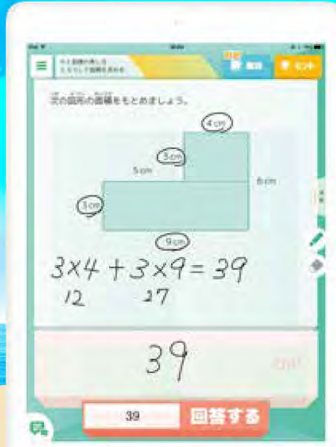 次の図形の面積をもとめましょう。
4cm
3cm
5cm
6cm
3cm
9cm
3×4+3×9=39
12 27
39
39 回答する